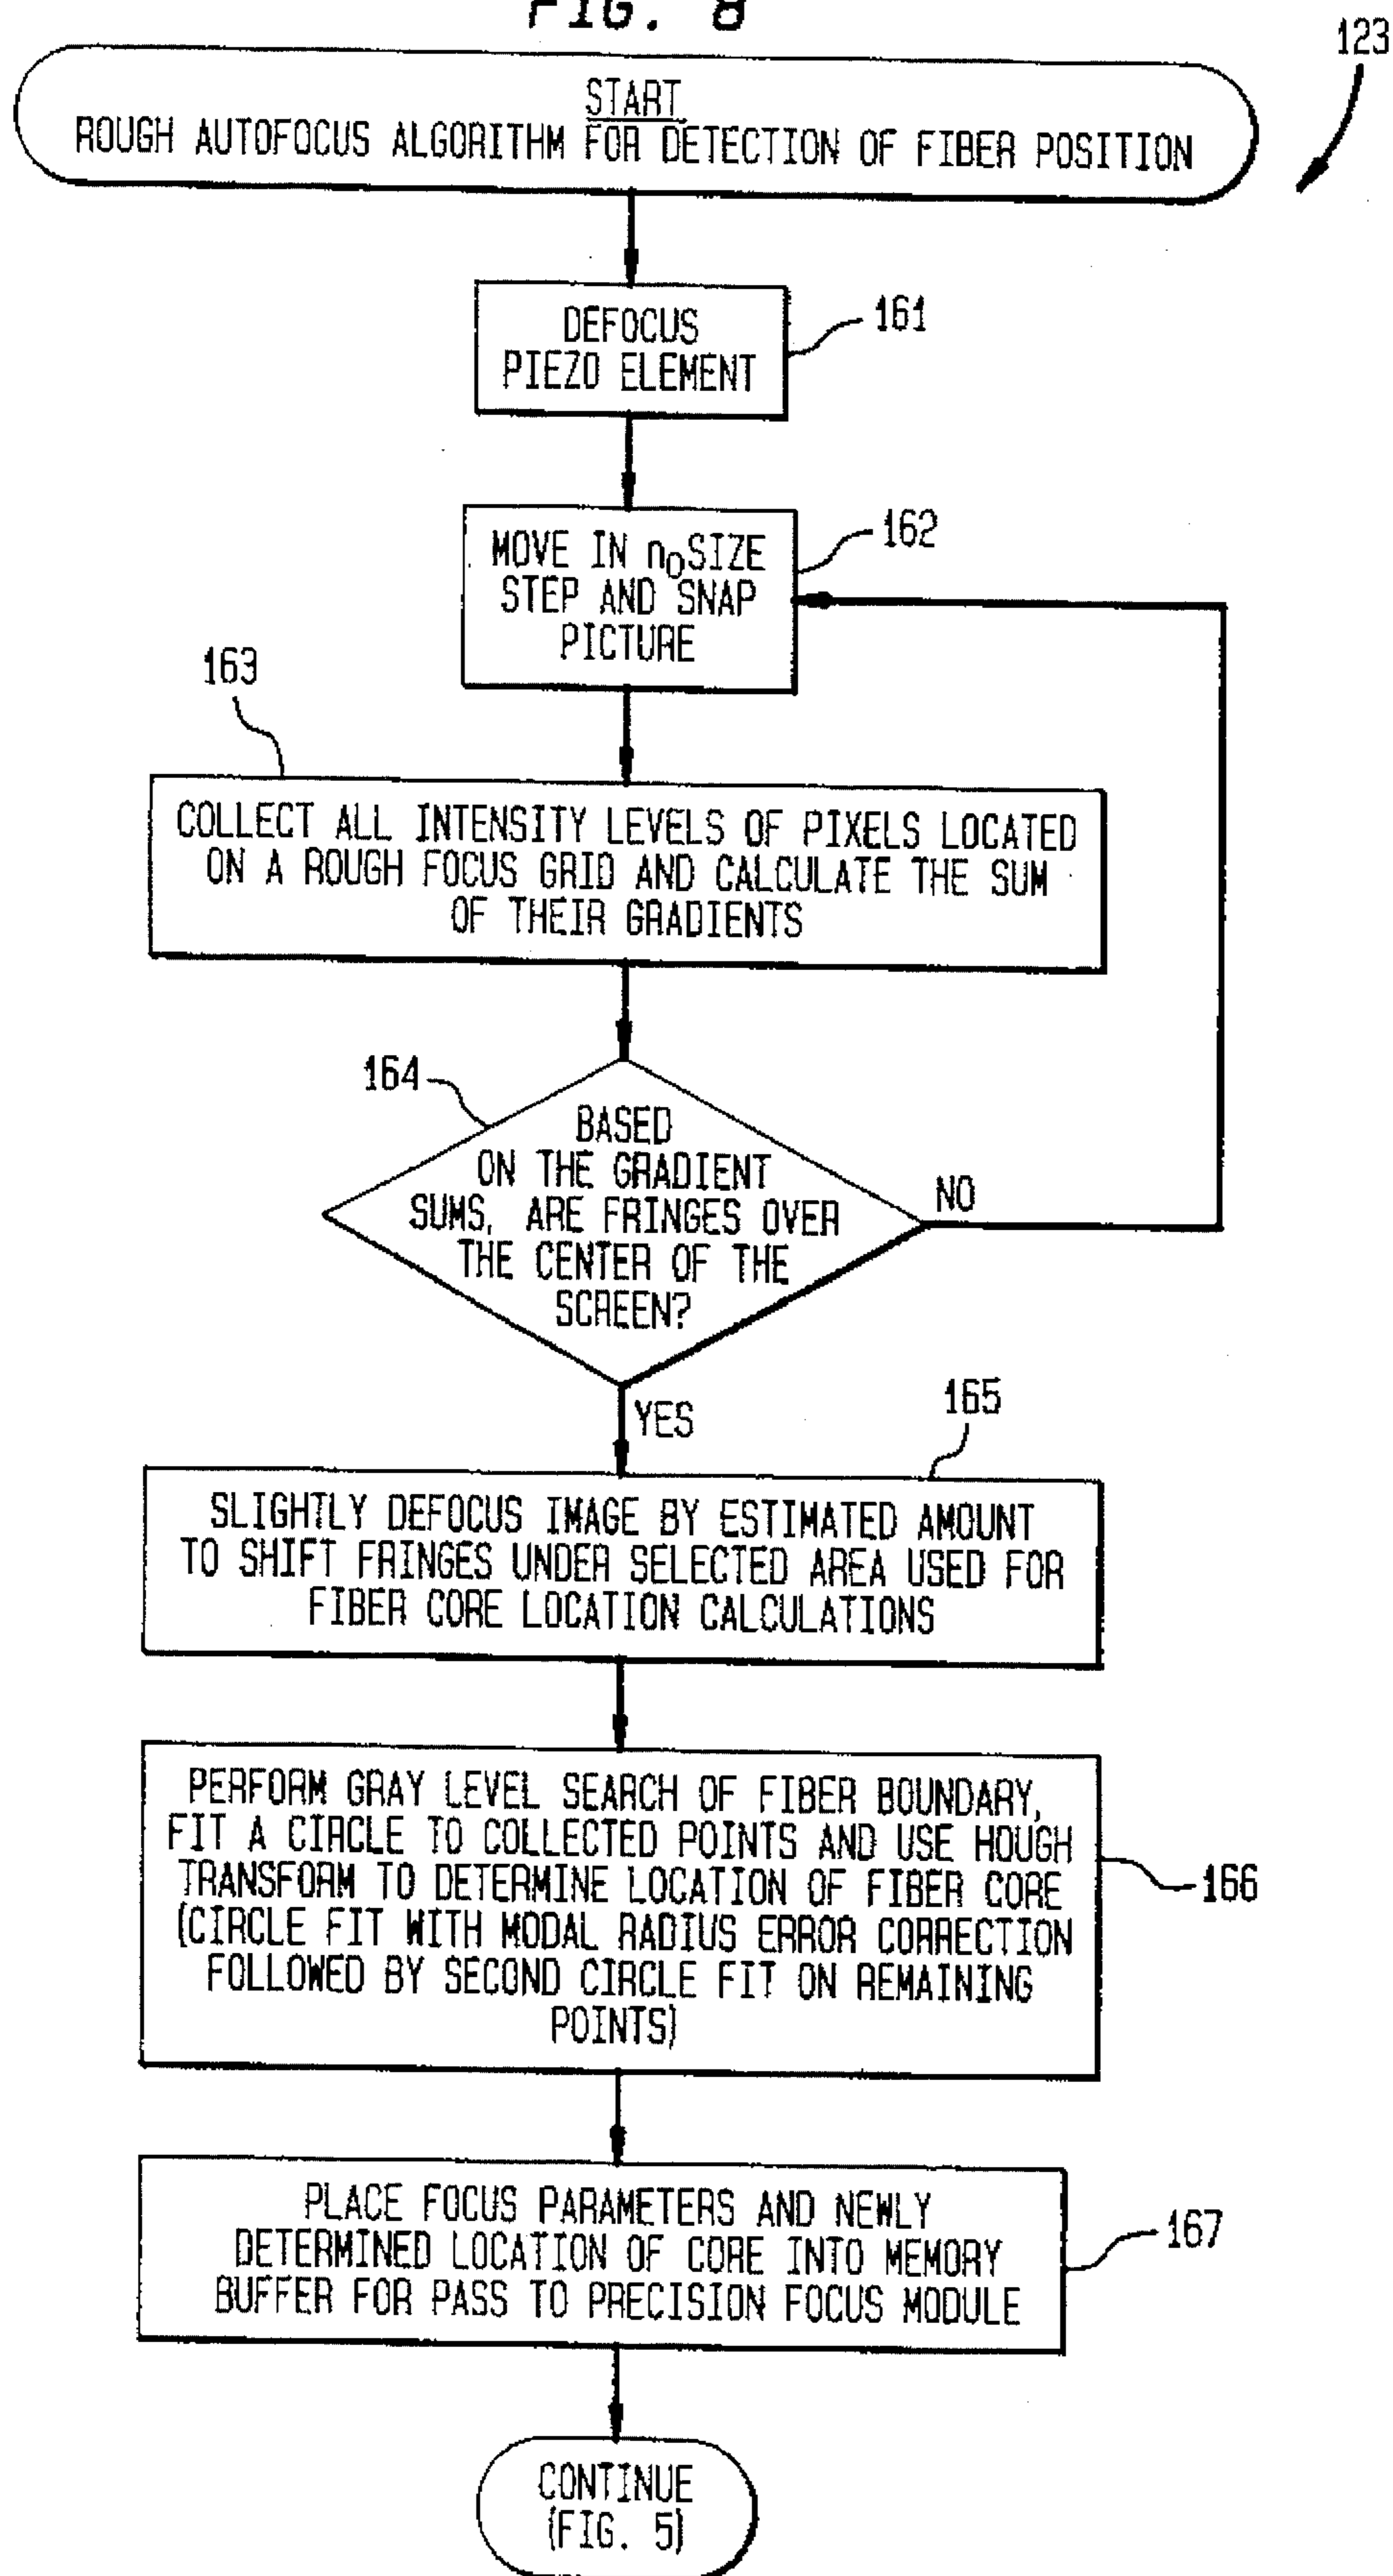 FIG. 8
123
START
ROUGH AUTOFOCUS ALGORITHM FOR DETECTION OF FIBER POSITION
DEFOCUS
PIEZO ELEMENT
161
MOVE IN n₀SIZE
STEP AND SNAP
PICTURE
162
163
COLLECT ALL INTENSITY LEVELS OF PIXELS LOCATED
ON A ROUGH FOCUS GRID AND CALCULATE THE SUM
OF THEIR GRADIENTS
164
BASED
ON THE GRADIENT
SUMS, ARE FRINGES OVER
THE CENTER OF THE
SCREEN?
NO
YES
165
SLIGHTLY DEFOCUS IMAGE BY ESTIMATED AMOUNT
TO SHIFT FRINGES UNDER SELECTED AREA USED FOR
FIBER CORE LOCATION CALCULATIONS
PERFORM GRAY LEVEL SEARCH OF FIBER BOUNDARY,
FIT A CIRCLE TO COLLECTED POINTS AND USE HOUGH
TRANSFORM TO DETERMINE LOCATION OF FIBER CORE
(CIRCLE FIT WITH MODAL RADIUS ERROR CORRECTION
FOLLOWED BY SECOND CIRCLE FIT ON REMAINING
POINTS)
166
PLACE FOCUS PARAMETERS AND NEWLY
DETERMINED LOCATION OF CORE INTO MEMORY
BUFFER FOR PASS TO PRECISION FOCUS MODULE
167
CONTINUE
(FIG. 5)